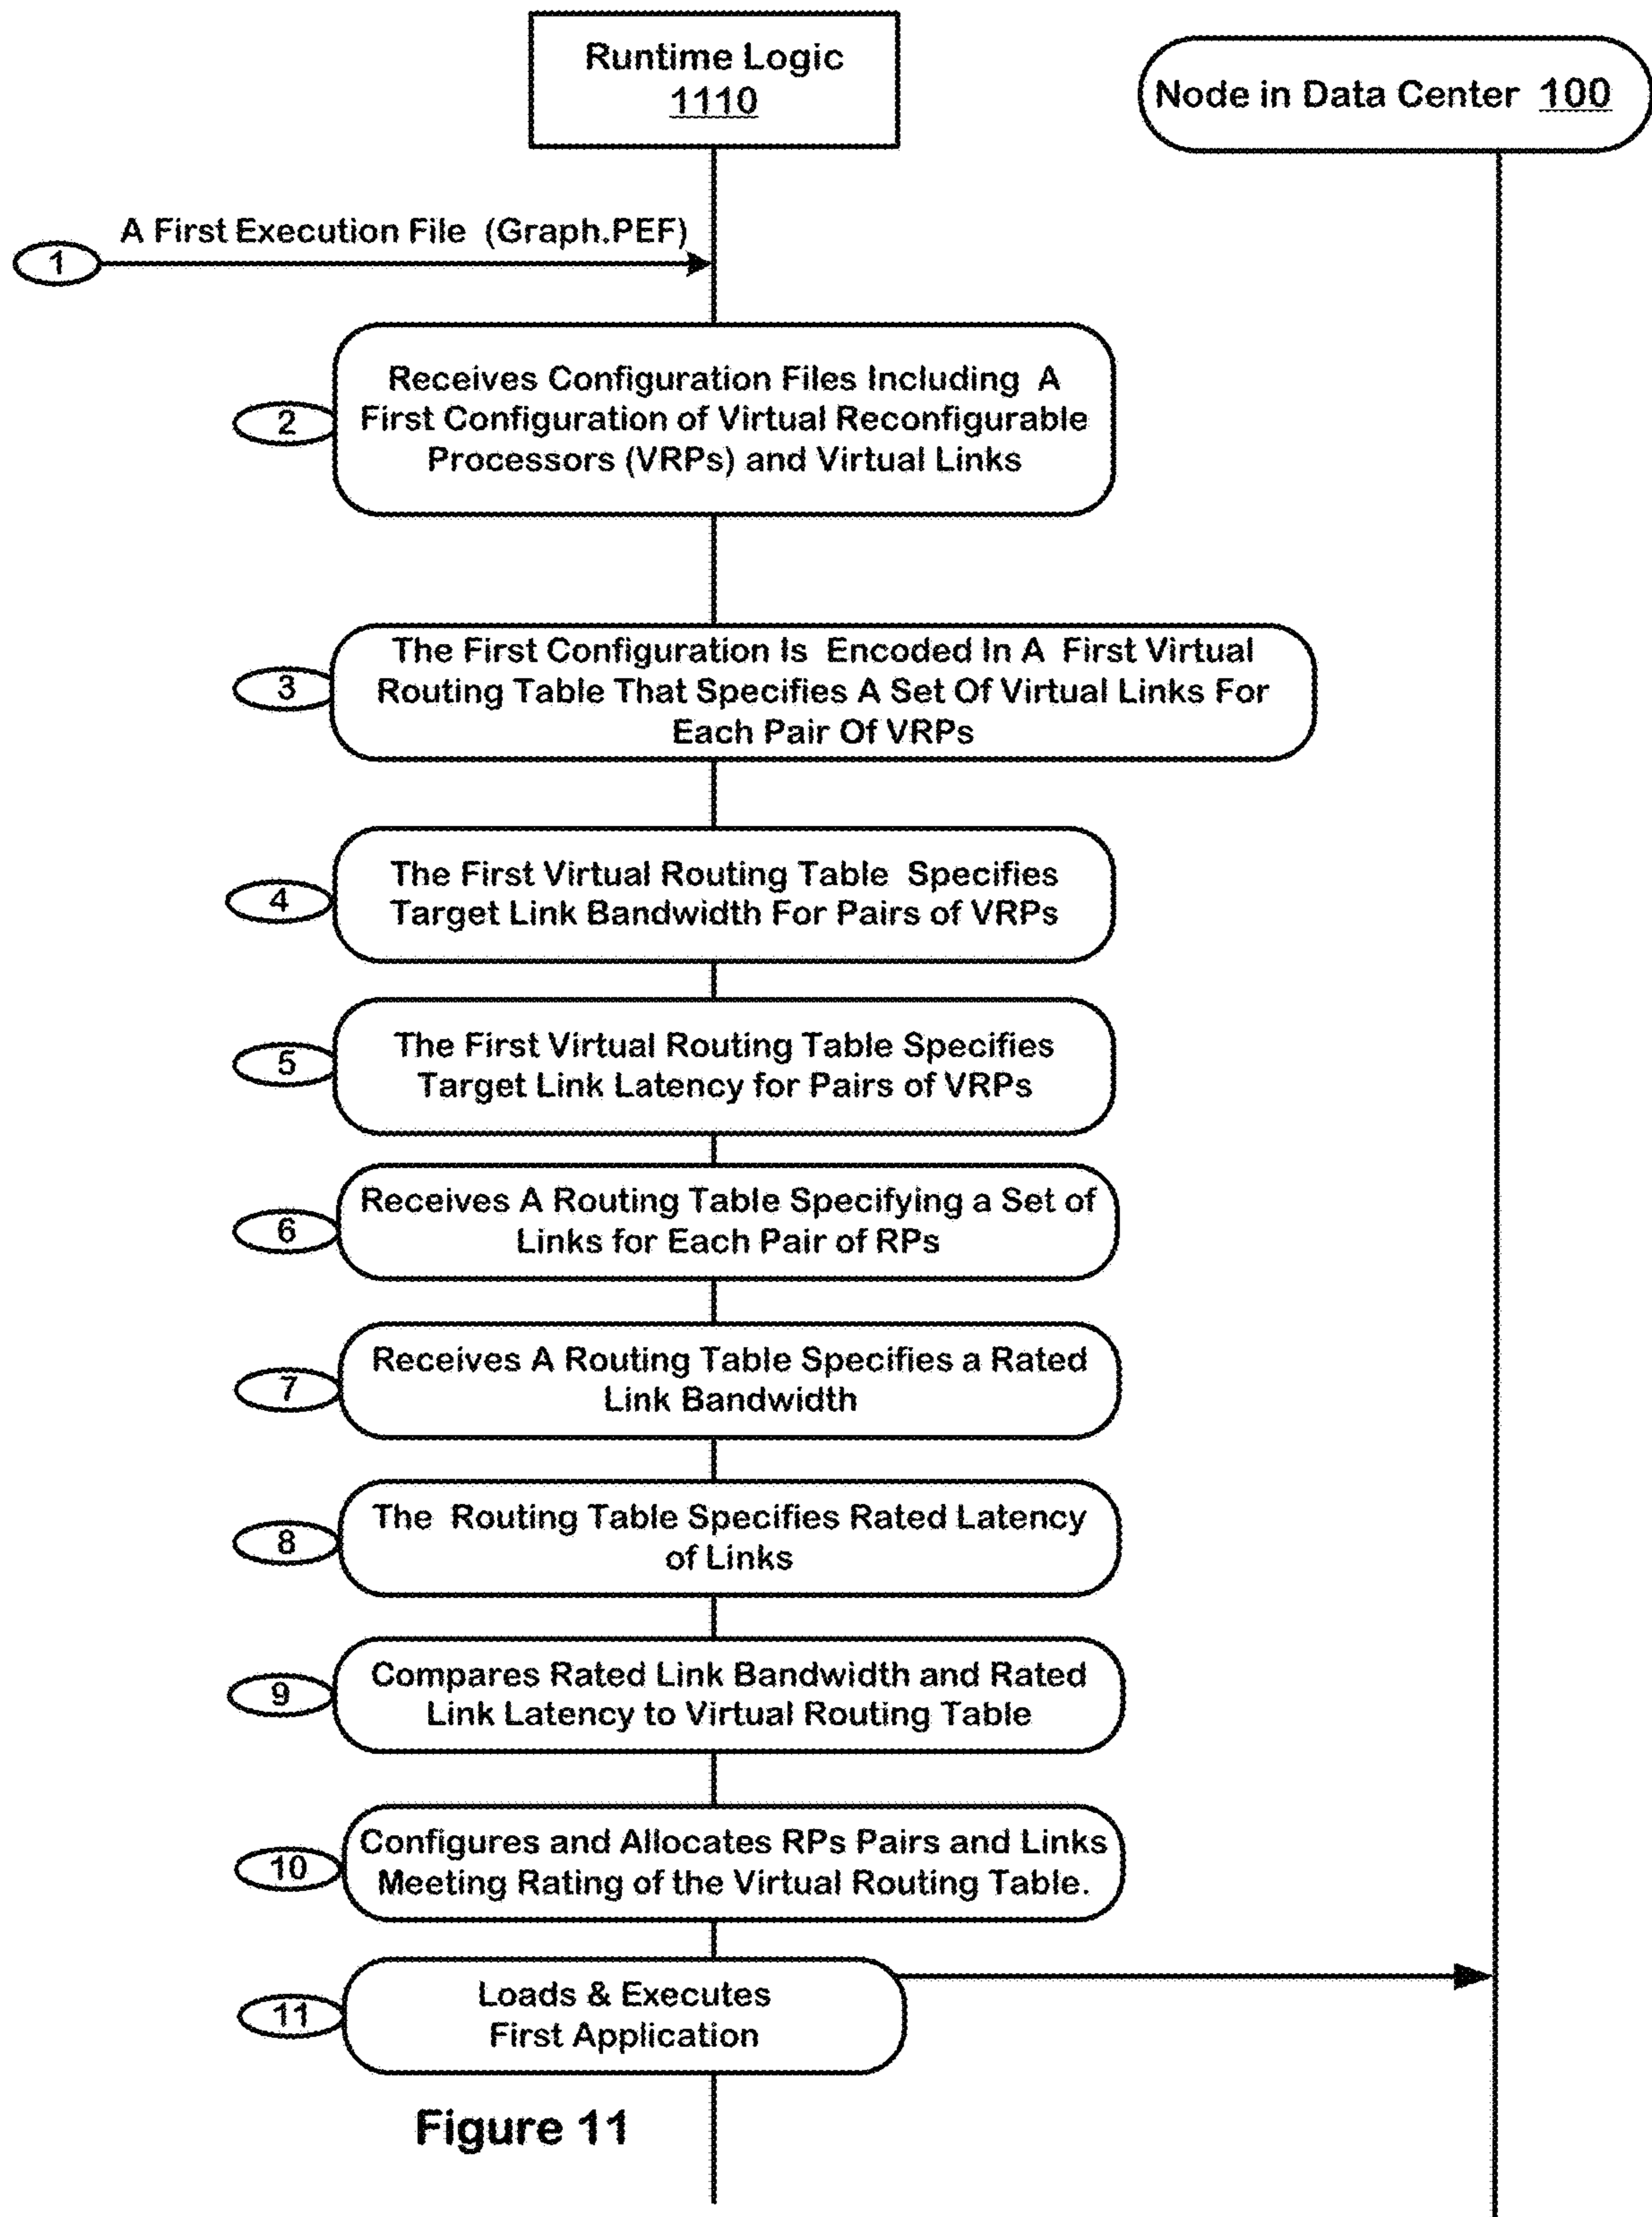 Runtime Logic
1110
Node in Data Center 100
A First Execution File (Graph.PEF)
1
Receives Configuration Files Including A
First Configuration of Virtual Reconfigurable
Processors (VRPs) and Virtual Links
2
The First Configuration Is Encoded In A First Virtual
Routing Table That Specifies A Set Of Virtual Links For
Each Pair Of VRPs
3
The First Virtual Routing Table Specifies
Target Link Bandwidth For Pairs of VRPs
4
The First Virtual Routing Table Specifies
Target Link Latency for Pairs of VRPs
5
Receives A Routing Table Specifying a Set of
Links for Each Pair of RPs
6
Receives A Routing Table Specifies a Rated
Link Bandwidth
7
The Routing Table Specifies Rated Latency
of Links
8
Compares Rated Link Bandwidth and Rated
Link Latency to Virtual Routing Table
9
Configures and Allocates RPs Pairs and Links
Meeting Rating of the Virtual Routing Table.
10
Loads & Executes
First Application
11
Figure 11